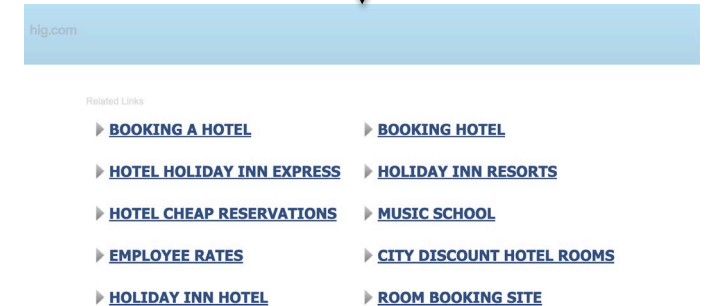 hlg.com
Related Links
BOOKING A HOTEL
BOOKING HOTEL
HOTEL HOLIDAY INN EXPRESS
HOLIDAY INN RESORTS
HOTEL CHEAP RESERVATIONS
MUSIC SCHOOL
EMPLOYEE RATES
CITY DISCOUNT HOTEL ROOMS
HOLIDAY INN HOTEL
ROOM BOOKING SITE